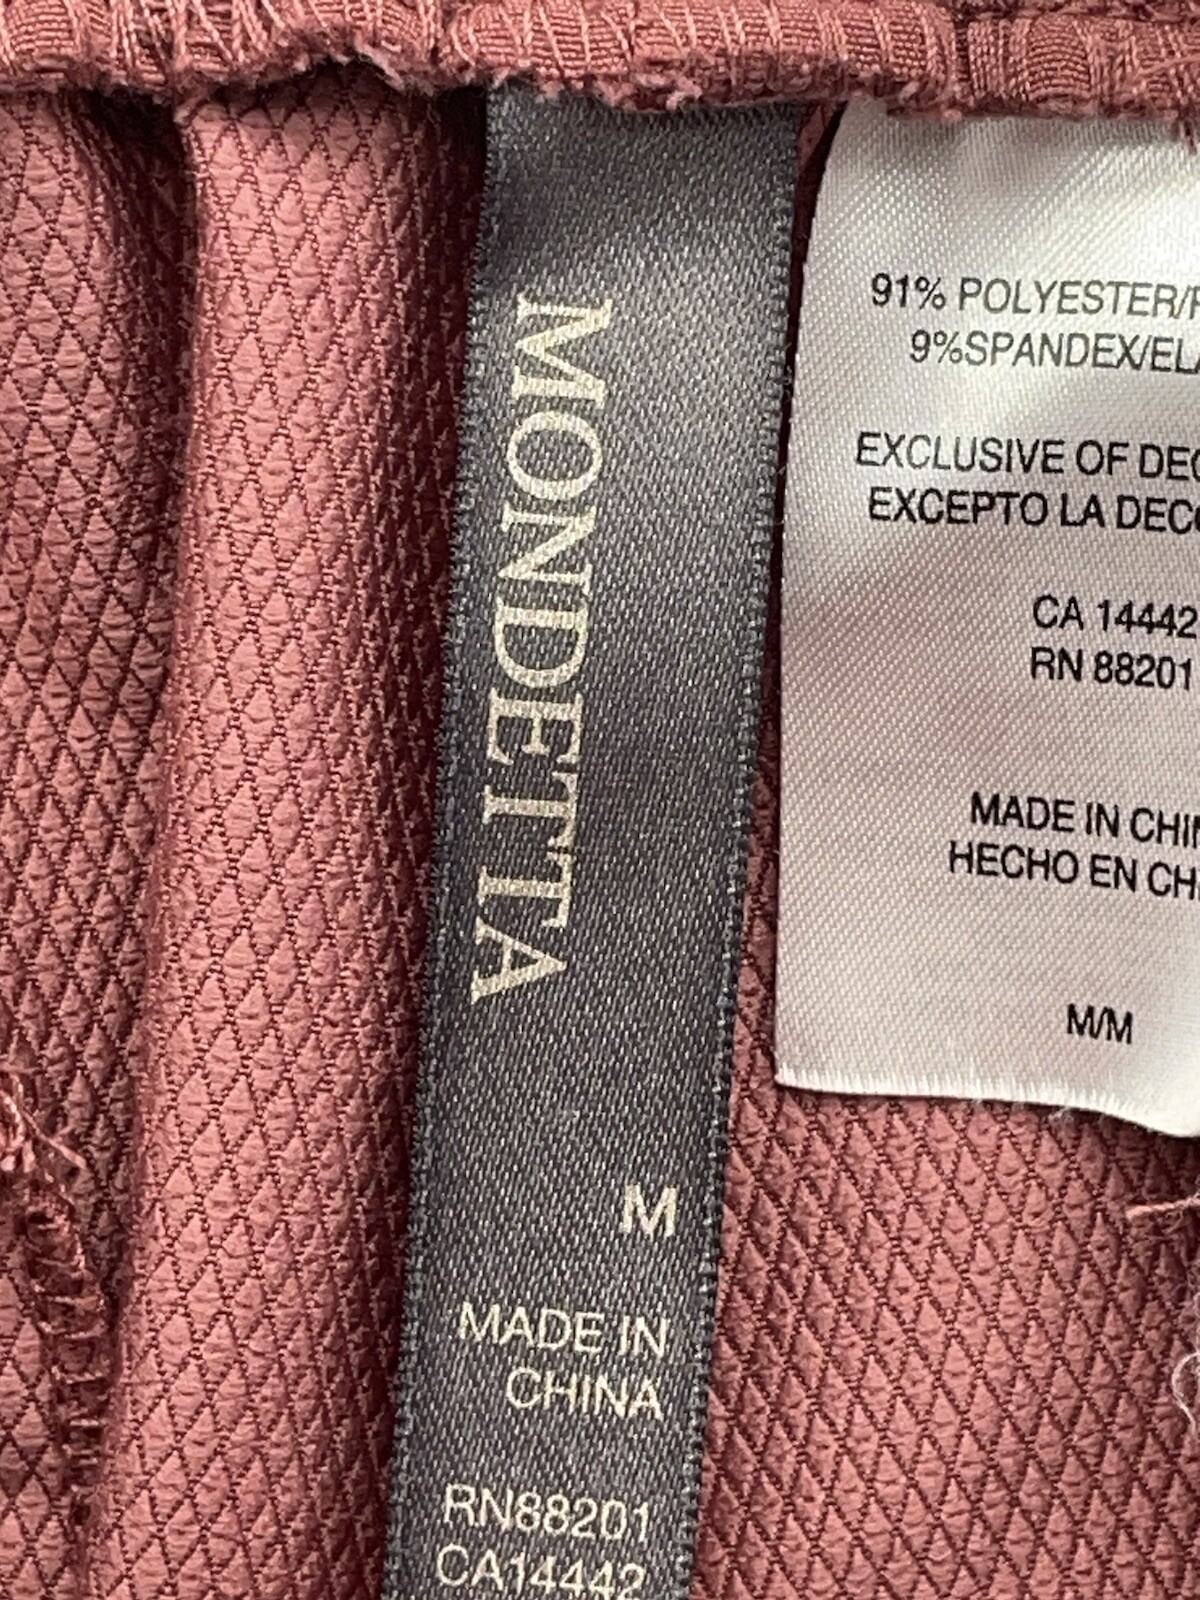 MONDETTA
M
MADE IN
CHINA
RN88201
CA14442
91% POLYESTER/
9%SPANDEX/
EXCLUSIVE OF
EXCEPTO LA
CA 14442
RN 88201
MADE IN
HECHO EN
M/M